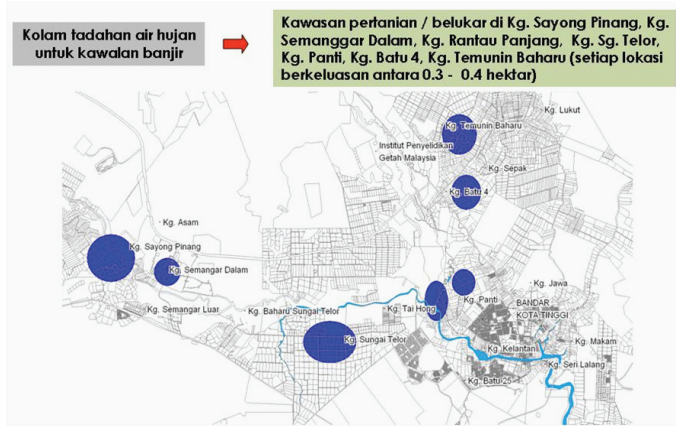 Kolam tadahan air hujan
untuk kawalan banjir
Kawasan pertanian / belukar di Kg. Sayong Pinang, Kg.
Semanggar Dalam, Kg. Rantau Panjang, Kg. Sg. Telor,
Kg. Panti, Kg. Batu 4, Kg. Temunin Baharu (setiap lokasi
berkeluasan antara 0.3 - 0.4 hektar)
Kg. Lukut
Kg. Temunin Baharu
Institut Penyelidikan
Getah Malaysia
Kg. Sepak
Kg. Batu 4
Kg. Asam
Kg. Sayong Pinang
Kg. Semangar Dalam
Kg. Jawa
Kg. Panti
BANDAR
KOTA TINGGI
Kg. Semangar Luar
Kg. Baharu Sungai Telor
Kg. Tai Hong
Kg. Sungai Telor
Kg. Makam
Kg. Kelantan
Kg. Seri Lalang
Kg. Batu 25